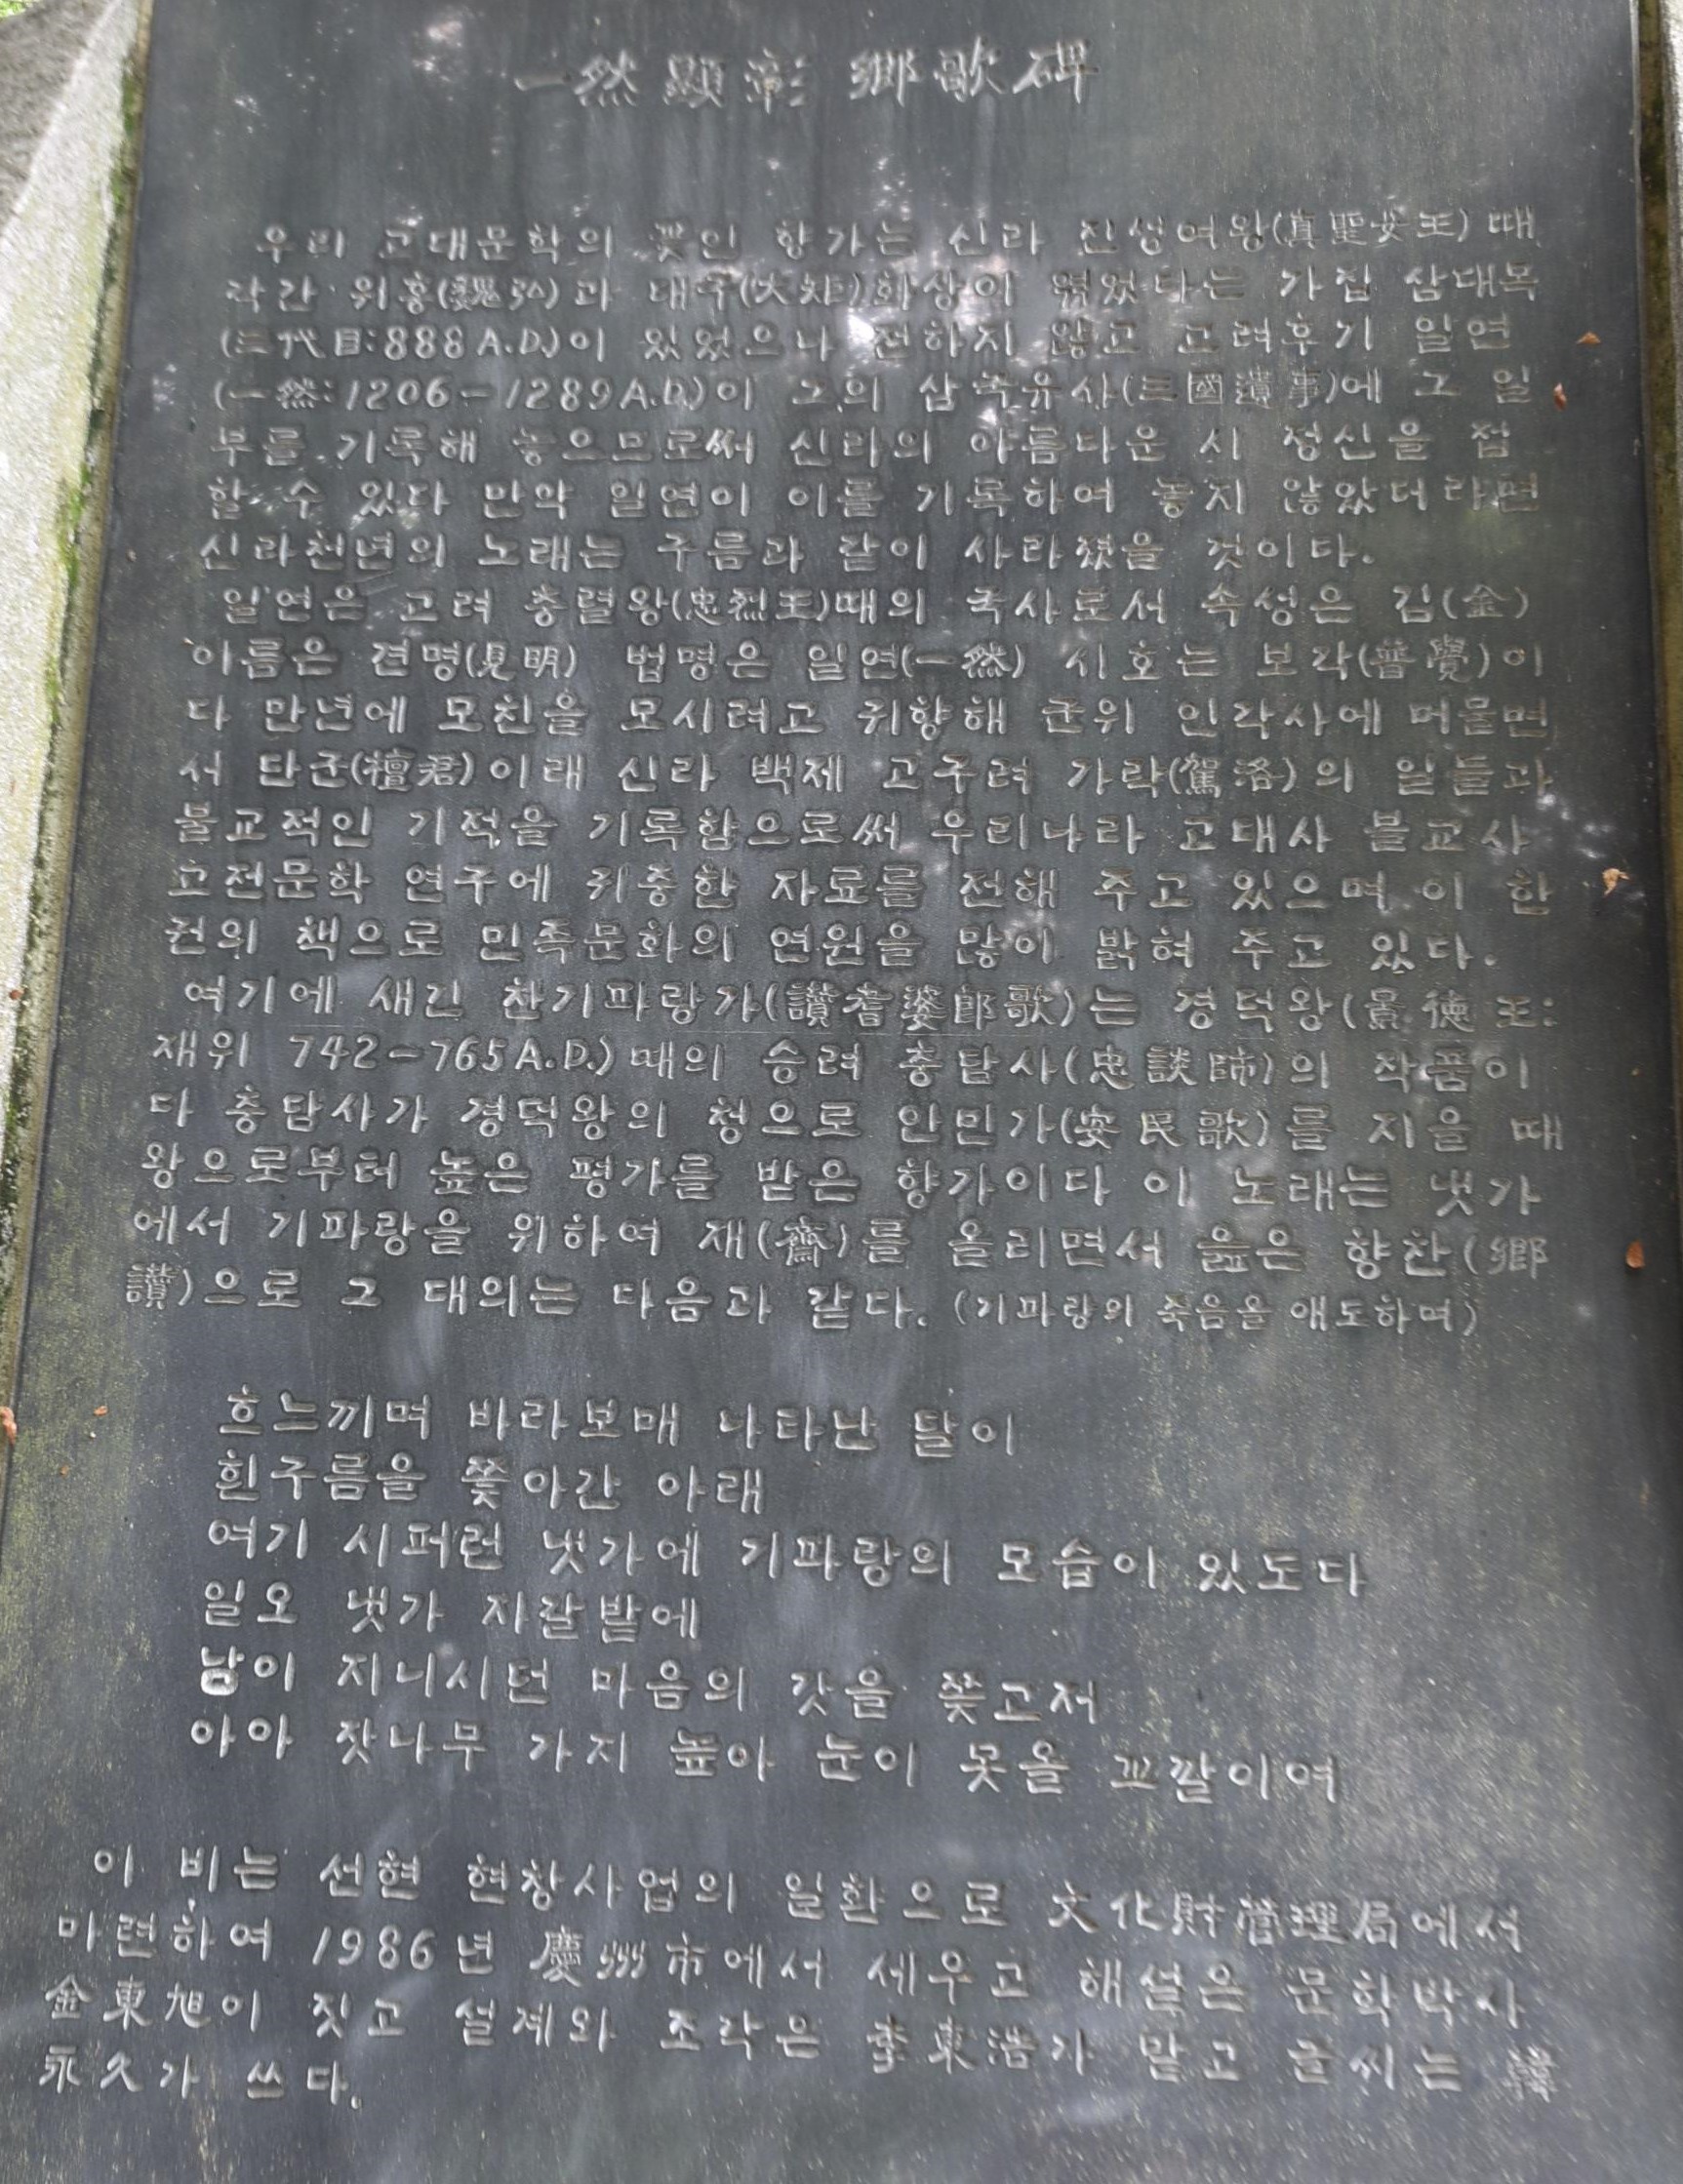 一然顯彰 鄕歌碑
우리 고대문학의 꽃인 향가는 신라 진성여왕(眞聖女王) 때
각간 위홍(魏弘)과 대구(大矩)화상이 엮었다는 가집 삼대목
(三代目:888A.D.)이 있었으나 전하지 않고 고려후기 일연
(一然:1206-1289A.D.)이 그의 삼국유사(三國遺事)에 그 일
부를 기록해 놓으므로써 신라의 아름다운 시 정신을 접
할 수 있다 만약 일연이 이를 기록하여 놓지 않았더라면
신라천년의 노래는 구름과 같이 사라졌을 것이다.
일연은 고려 충렬왕(忠烈王)때의 국사로서 속성은 김(金)
이름은 견명(見明) 법명은 일연(一然) 시호는 보각(普覺)이
다 만년에 모친을 모시려고 귀향해 군위 인각사에 머물면
서 단군(檀君)이래 신라 백제 고구려 가락(駕洛)의 일들과
불교적인 기적을 기록함으로써 우리나라 고대사 불교사
고전문학 연구에 귀중한 자료를 전해 주고 있으며 이 한
권의 책으로 민족문화의 연원을 많이 밝혀 주고 있다.
여기에 새긴 찬기파랑가(讚耆婆郎歌)는 경덕왕(景德王:
재위 742-765A.D.)때의 승려 충담사(忠談師)의 작품이
다 충담사가 경덕왕의 청으로 안민가(安民歌)를 지을 때
왕으로부터 높은 평가를 받은 향가이다 이 노래는 냇가
에서 기파랑을 위하여 재(齋)를 올리면서 읊은 향찬(鄕
讚)으로 그 대의는 다음과 같다. (기파랑의 죽음을 애도하며)
흐느끼며 바라보매 나타난 달이
흰구름을 쫓아간 아래
여기 시퍼런 냇가에 기파랑의 모습이 있도다
일오 냇가 자갈밭에
남이 지니시던 마음의 갓을 쫓고저
아아 잣나무 가지 높아 눈이 못올 꼬깔이여
이 비는 선현 현창사업의 일환으로 文化財管理局에서
마련하여 1986년 慶州市에서 세우고 해설은 문학박사
金東旭이 짓고 설계와 조각은 李東浩가 맡고 글씨는 韓
永久가 쓰다.